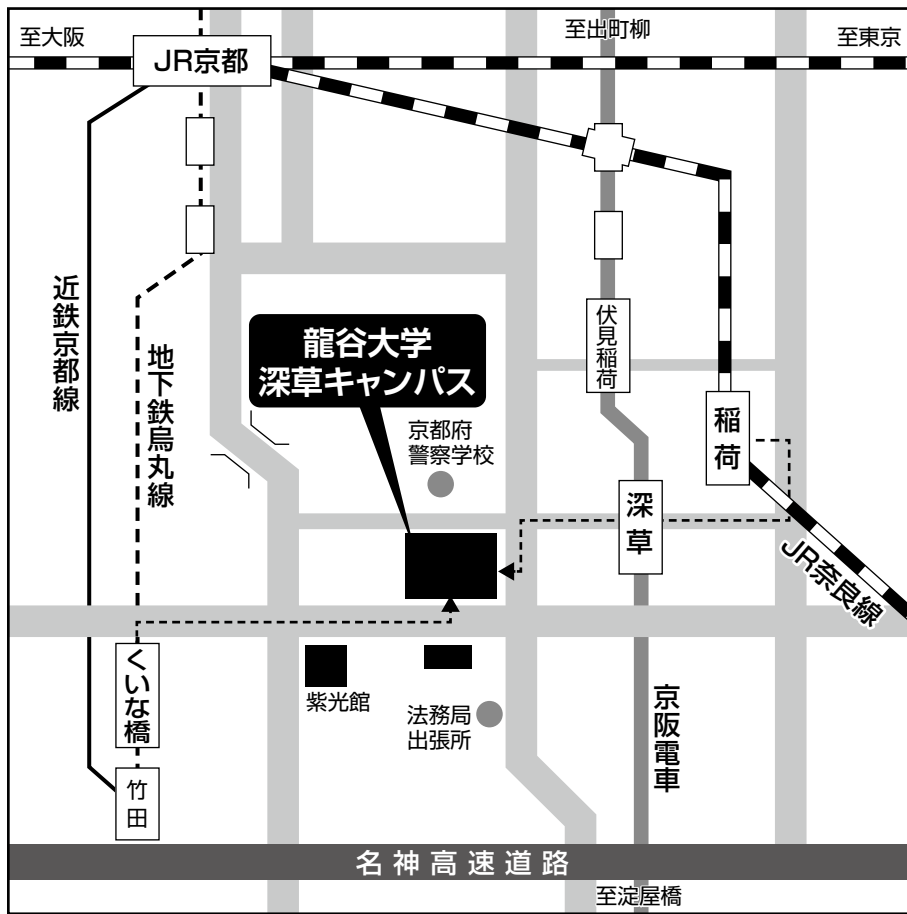 至大阪
至出町柳
至東京
JR京都
近鉄京都線
地下鉄烏丸線
龍谷大学
深草キャンパス
伏見稲荷
京都府
警察学校
稲荷
深草
JR奈良線
くいな橋
紫光館
法務局
出張所
京阪電車
竹田
名神高速道路
至淀屋橋